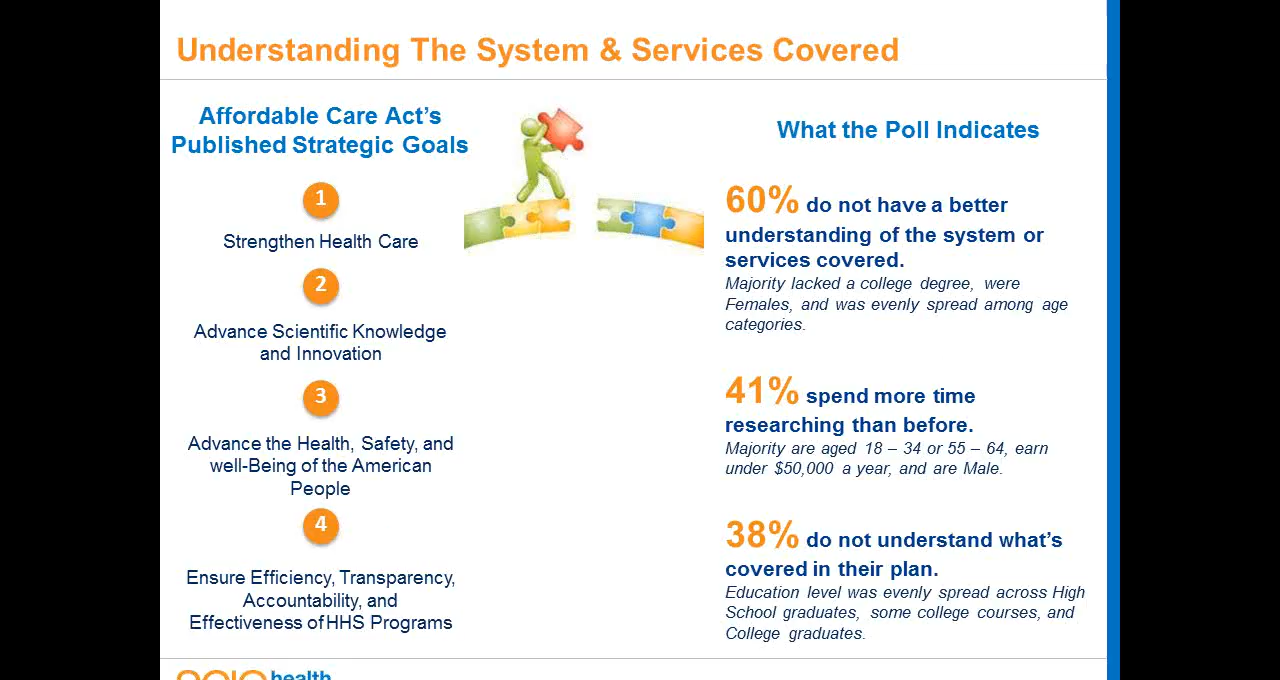 Understanding The System & Services Covered
Affordable Care Act's
Published Strategic Goals
1
Strengthen Health Care
2
Advance Scientific Knowledge
and Innovation
3
Advance the Health, Safety, and
well-Being of the American
People
4
Ensure Efficiency, Transparency,
Accountability, and
Effectiveness of HHS Programs
What the Poll Indicates
60% do not have a better
understanding of the system or
services covered.
Majority lacked a college degree, were
Females, and was evenly spread among age
categories.
41% spend more time
researching than before.
Majority are aged 18 – 34 or 55 – 64, earn
under $50,000 a year, and are Male.
38% do not understand what's
covered in their plan.
Education level was evenly spread across High
School graduates, some college courses, and
College graduates.
health